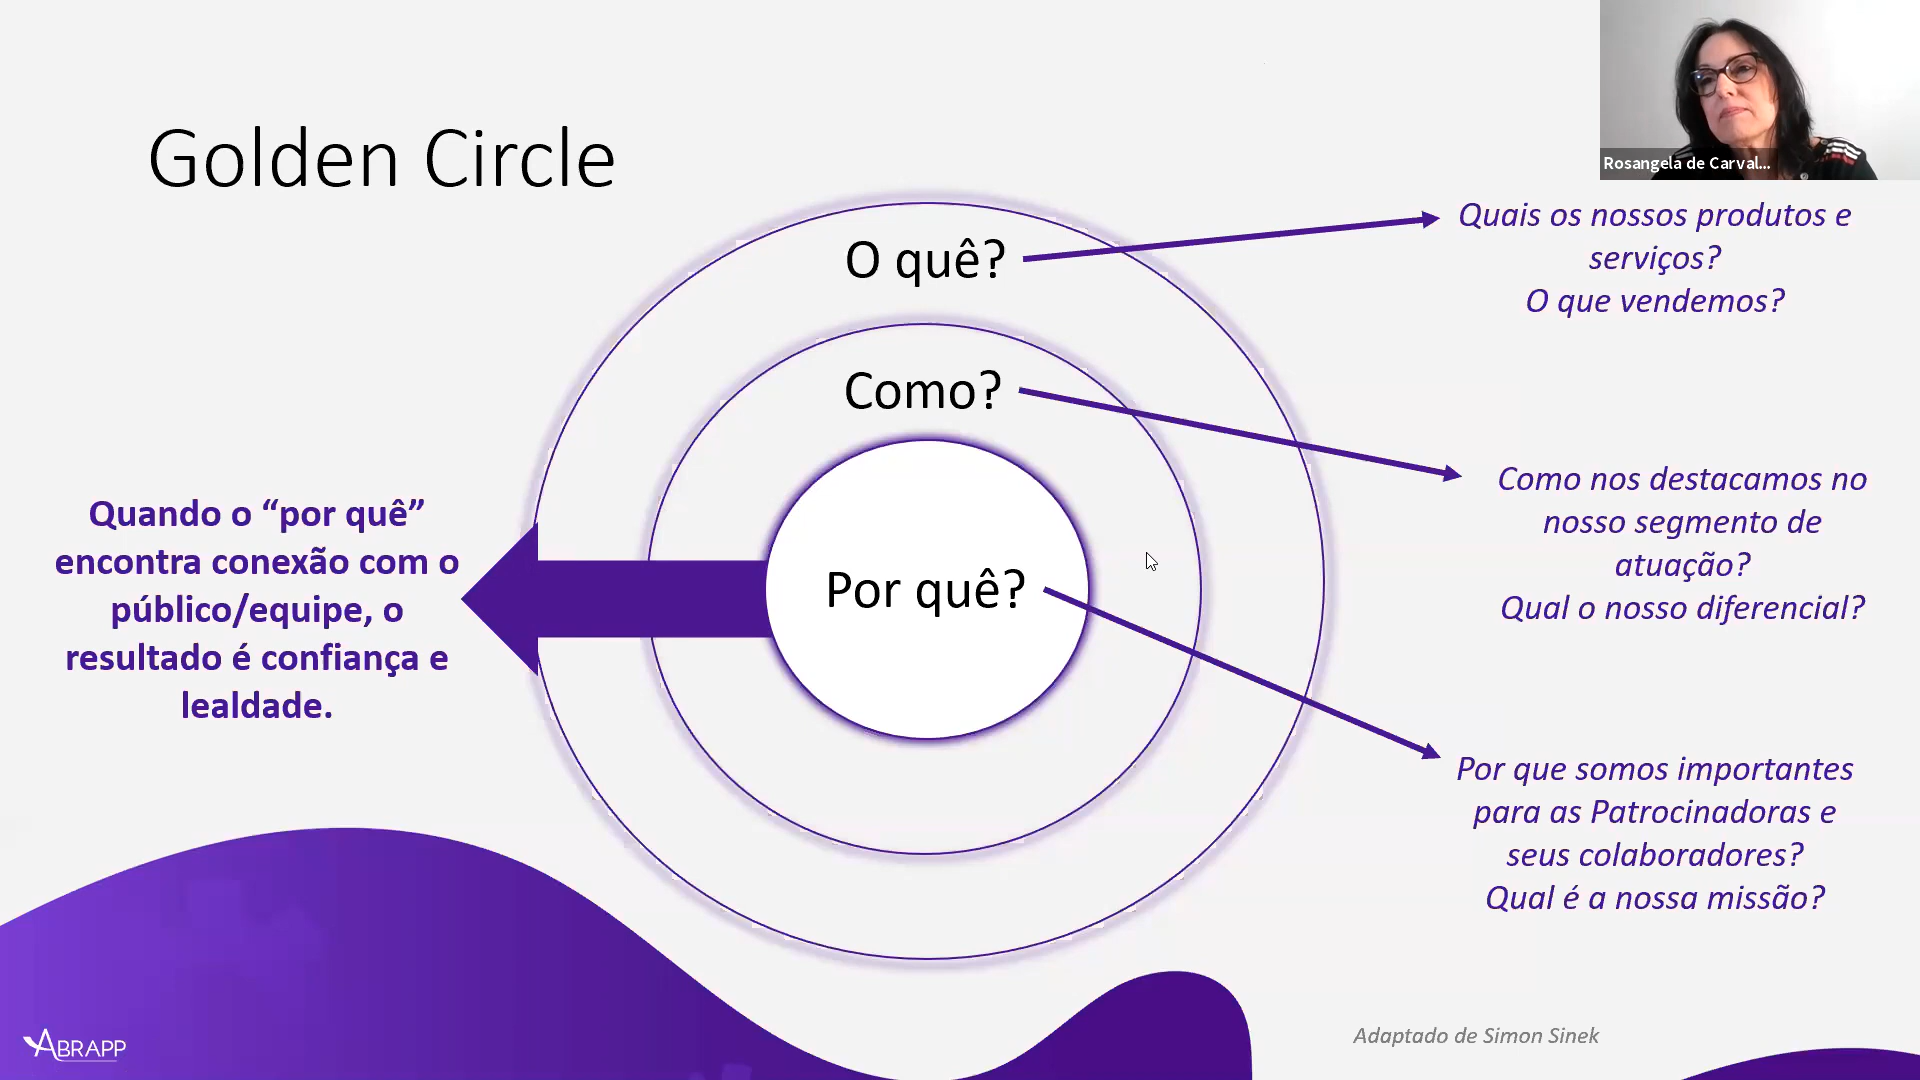 Golden Circle
Rosangela de Carval...
O quê?
Quais os nossos produtos e
serviços?
O que vendemos?
Como?
Como nos destacamos no
nosso segmento de
atuação?
Qual o nosso diferencial?
Quando o “por quê”
encontra conexão com o
público/equipe, o
resultado é confiança e
lealdade.
Por quê?
Por que somos importantes
para as Patrocinadoras e
seus colaboradores?
Qual é a nossa missão?
ABRAPP
Adaptado de Simon Sinek